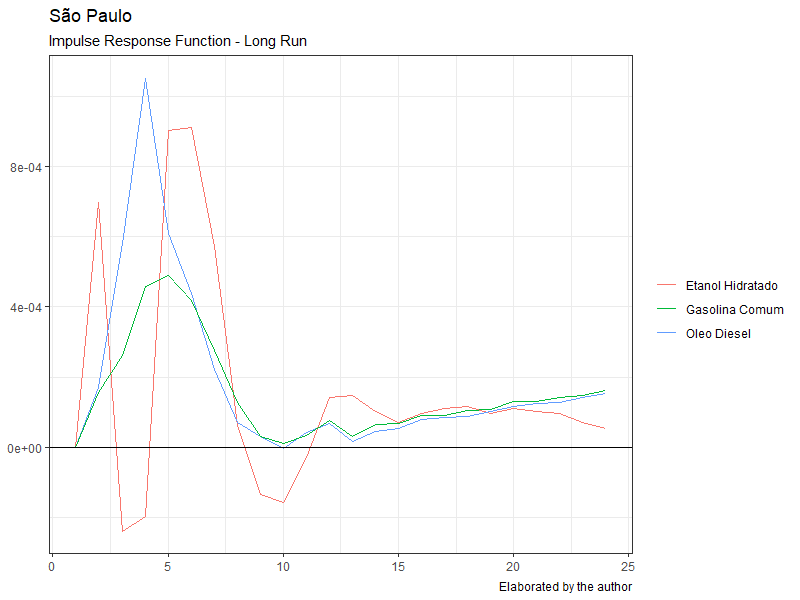 São Paulo
Impulse Response Function - Long Run
8e-04
4e-04
0e+00
0
5
10
15
20
25
Etanol Hidratado
Gasolina Comum
Oleo Diesel
Elaborated by the author